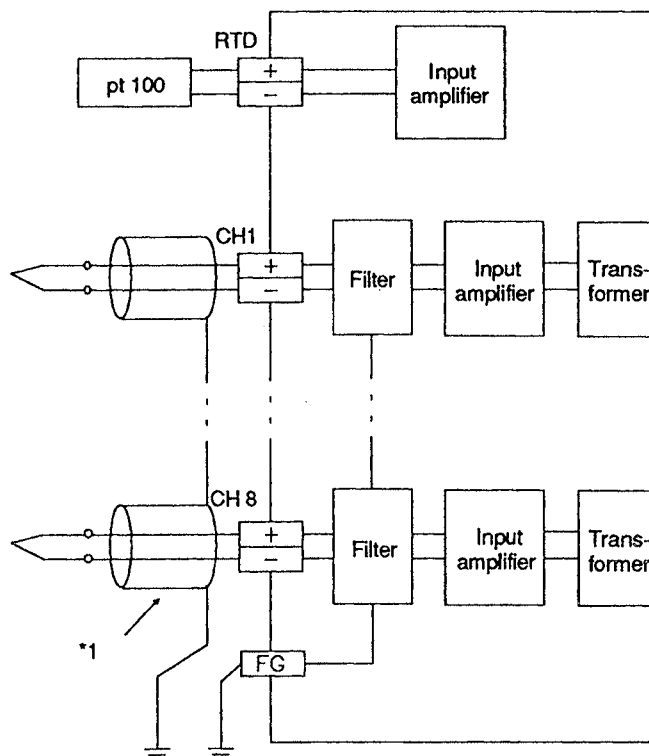 RTD
pt 100
+
−
Input
amplifier
CH1
+
−
Filter
Input
amplifier
Trans-
former
CH 8
+
−
Filter
Input
amplifier
Trans-
former
*1
FG